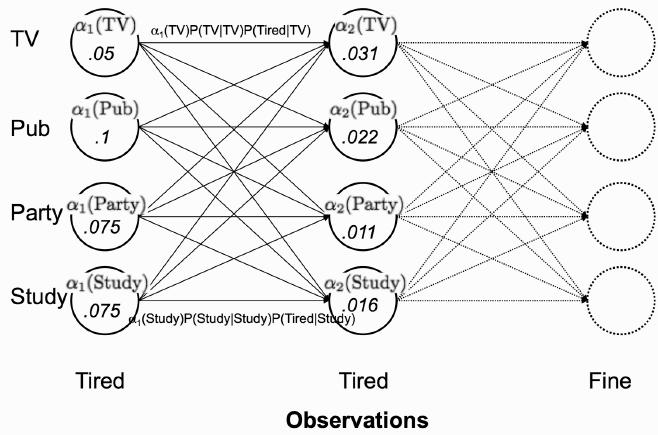 TV α₁(TV) .05 α₁(TV)P(TV|TV)P(Tired|TV) α₂(TV) .031
Pub α₁(Pub) .1 α₂(Pub) .022
Party α₁(Party) .075 α₂(Party) .011
Study α₁(Study) .075 α₂(Study) .016
α₁(Study)P(Study|Study)P(Tired|Study)
Tired Tired Fine
Observations